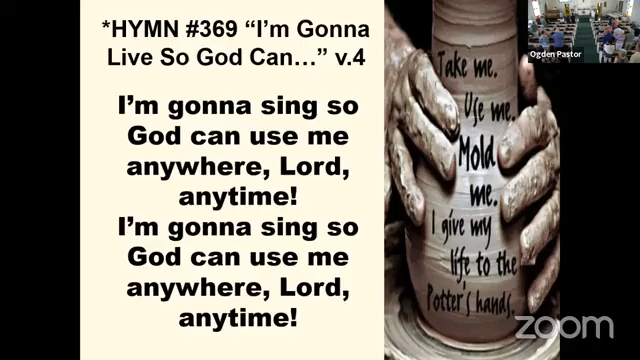 *HYMN #369 “I’m Gonna
Live So God Can…” v.4
I’m gonna sing so
God can use me
anywhere, Lord,
anytime!
I’m gonna sing so
God can use me
anywhere, Lord,
anytime!
Take me.
Use me.
Mold
me.
I give my
life to the
Potter's hands.
Ogden Pastor
zoom